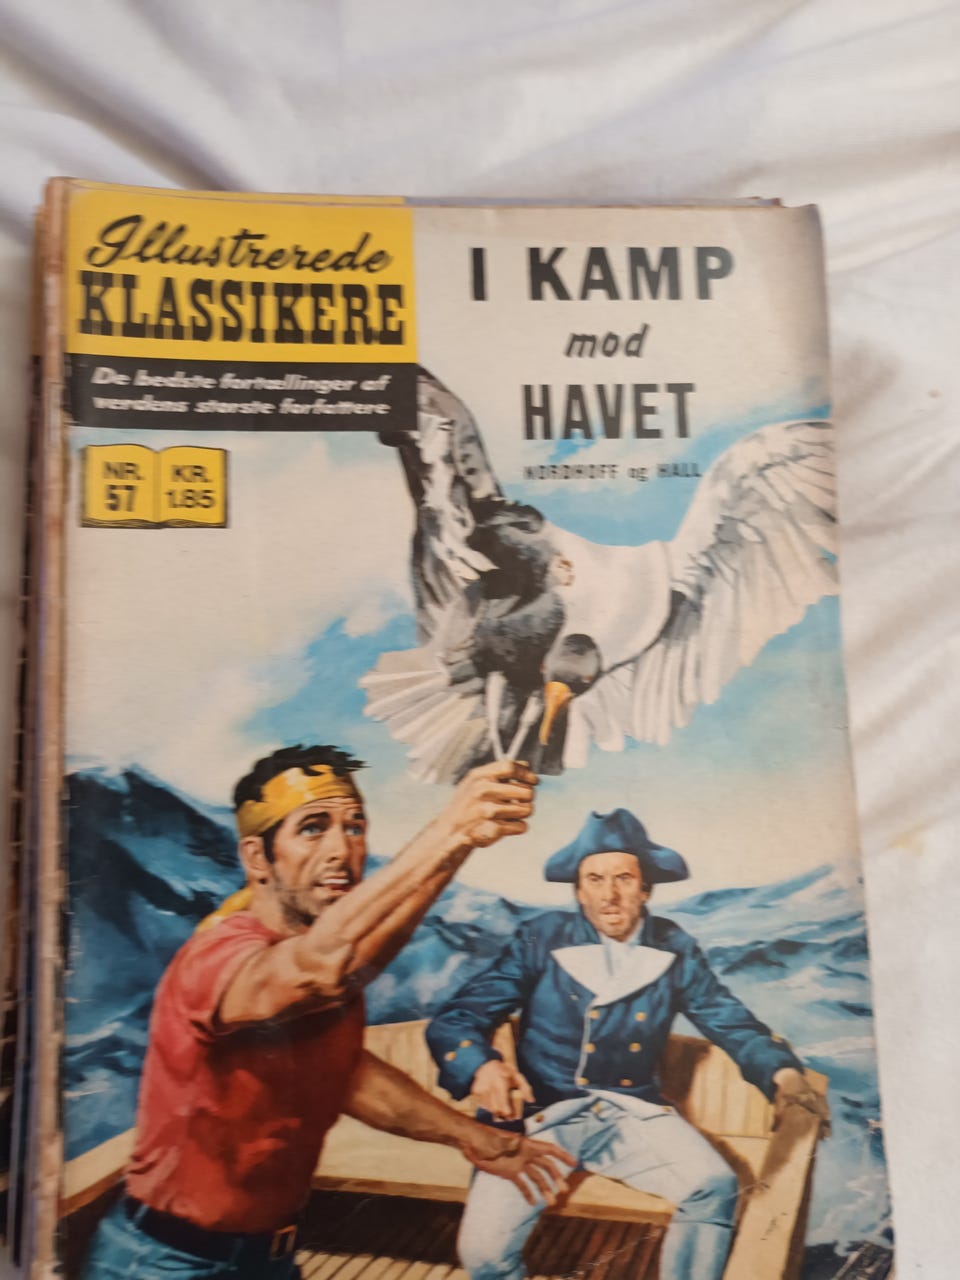 Illustrerede
KLASSIKERE
De bedste fortællinger af
verdens største forfattere
NR.
57
KR.
1.85
I KAMP
mod
HAVET
NORDHOFF og HALL